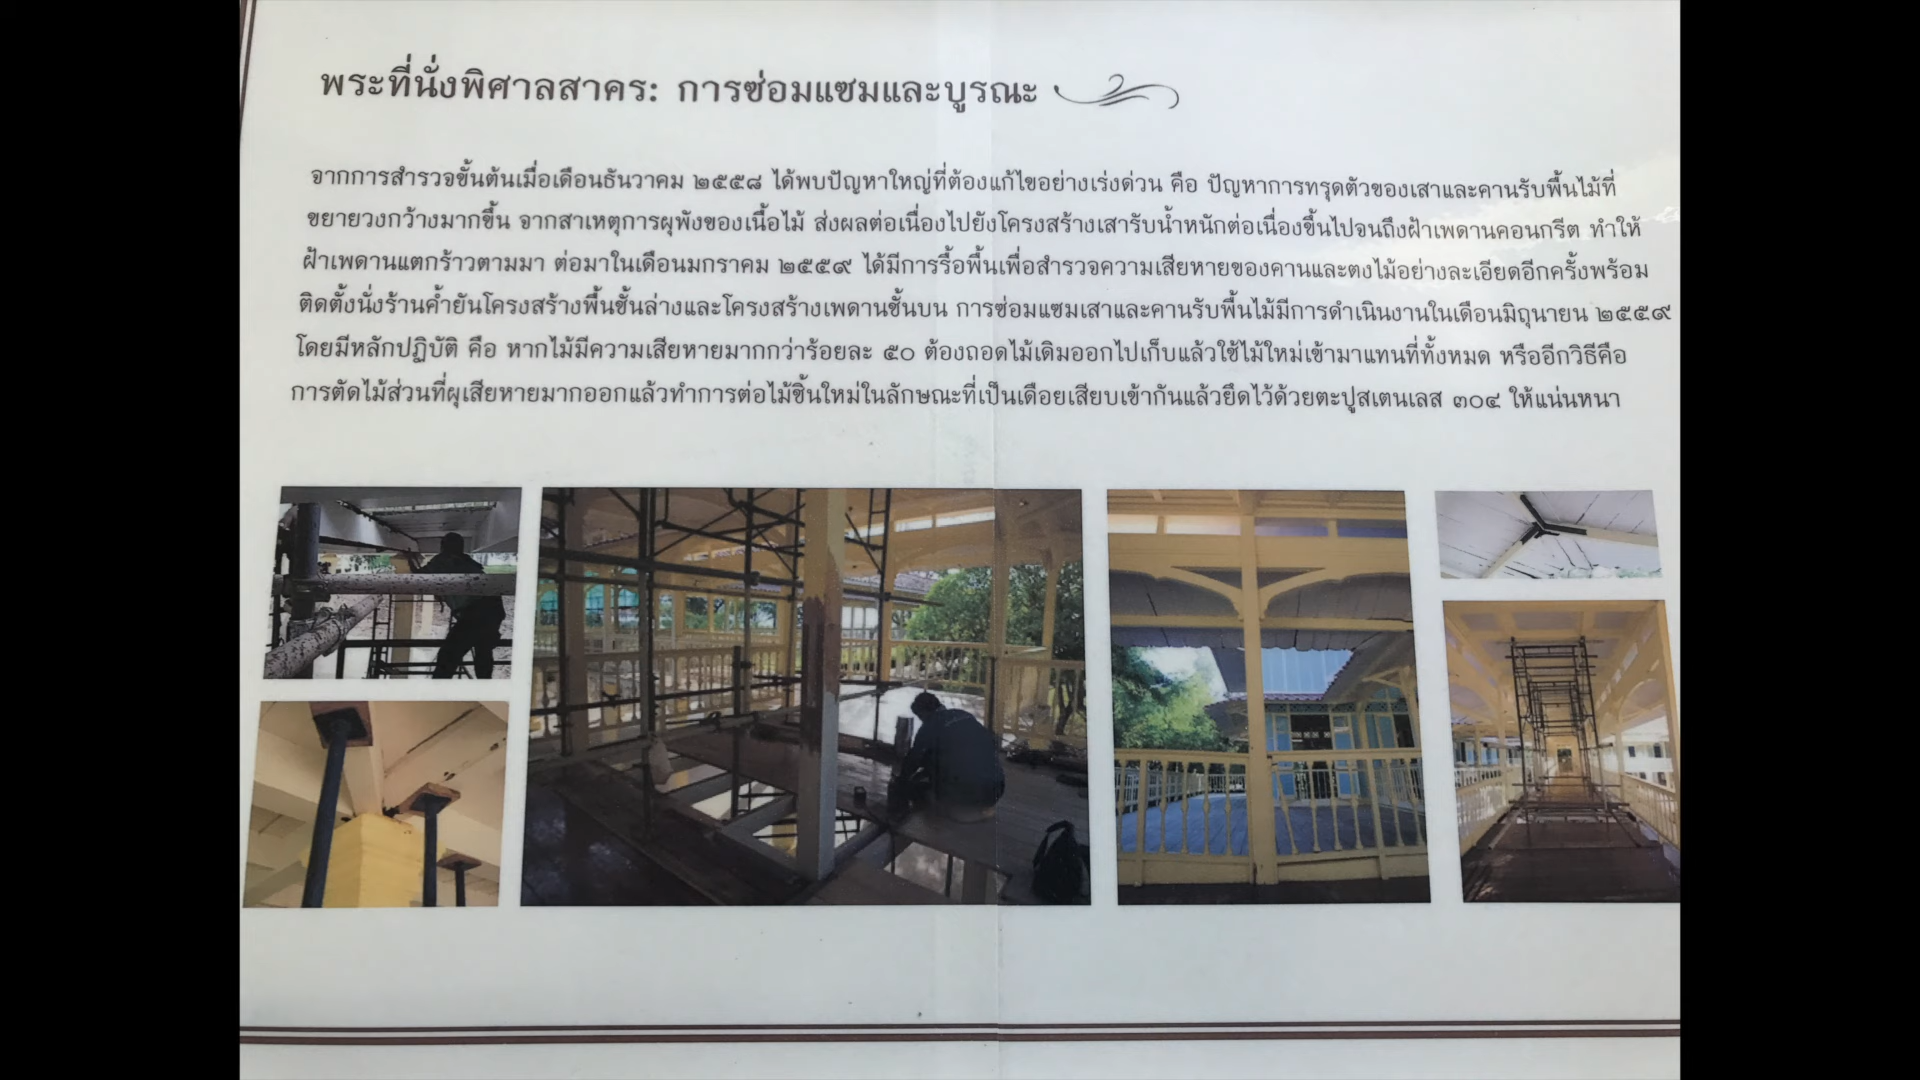 พระที่นั่งพิศาลสาคร: การซ่อมแซมและบูรณะ
จากการสำรวจขั้นต้นเมื่อเดือนธันวาคม ๒๕๕๘ ได้พบปัญหาใหญ่ที่ต้องแก้ไขอย่างเร่งด่วน คือ ปัญหาการทรุดตัวของเสาและคานรับพื้นไม้ที่
ขยายวงกว้างมากขึ้น จากสาเหตุการผุพังของเนื้อไม้ ส่งผลต่อเนื่องไปยังโครงสร้างเสารับน้ำหนักต่อเนื่องขึ้นไปจนถึงฝ้าเพดานคอนกรีต ทำให้
ฝ้าเพดานแตกร้าวตามมา ต่อมาในเดือนมกราคม ๒๕๕๙ ได้มีการรื้อพื้นเพื่อสำรวจความเสียหายของคานและตงไม้อย่างละเอียดอีกครั้งพร้อม
ติดตั้งนั่งร้านค้ำยันโครงสร้างพื้นชั้นล่างและโครงสร้างเพดานชั้นบน การซ่อมแซมเสาและคานรับพื้นไม้มีการดำเนินงานในเดือนมิถุนายน ๒๕๕๙
โดยมีหลักปฏิบัติ คือ หากไม้มีความเสียหายมากกว่าร้อยละ ๕๐ ต้องถอดไม้เดิมออกไปเก็บแล้วใช้ไม้ใหม่เข้ามาแทนที่ทั้งหมด หรืออีกวิธีคือ
การตัดไม้ส่วนที่ผุเสียหายมากออกแล้วทำการต่อไม้ชิ้นใหม่ในลักษณะที่เป็นเดือยเสียบเข้ากันแล้วยึดไว้ด้วยตะปูสเตนเลส ๓๐๔ ให้แน่นหนา